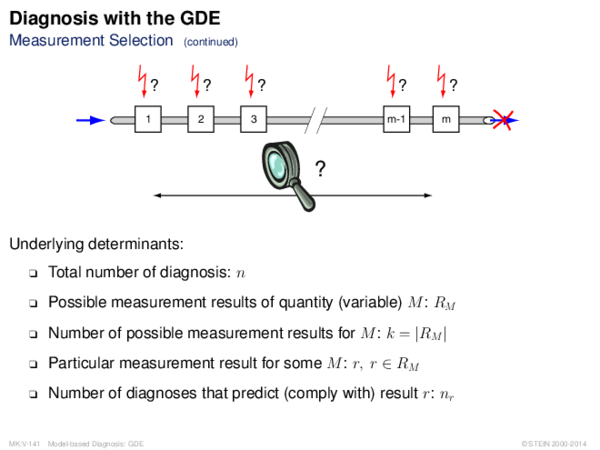 Diagnosis with the GDE
Measurement Selection (continued)
? ? ? ? ?
1 2 3 m-1 m
?
Underlying determinants:
❑ Total number of diagnosis: n
❑ Possible measurement results of quantity (variable) M: R_M
❑ Number of possible measurement results for M: k = |R_M|
❑ Particular measurement result for some M: r, r ∈ R_M
❑ Number of diagnoses that predict (comply with) result r: n_r
MK:V-141 Model-based Diagnosis: GDE ©STEIN 2000-2014